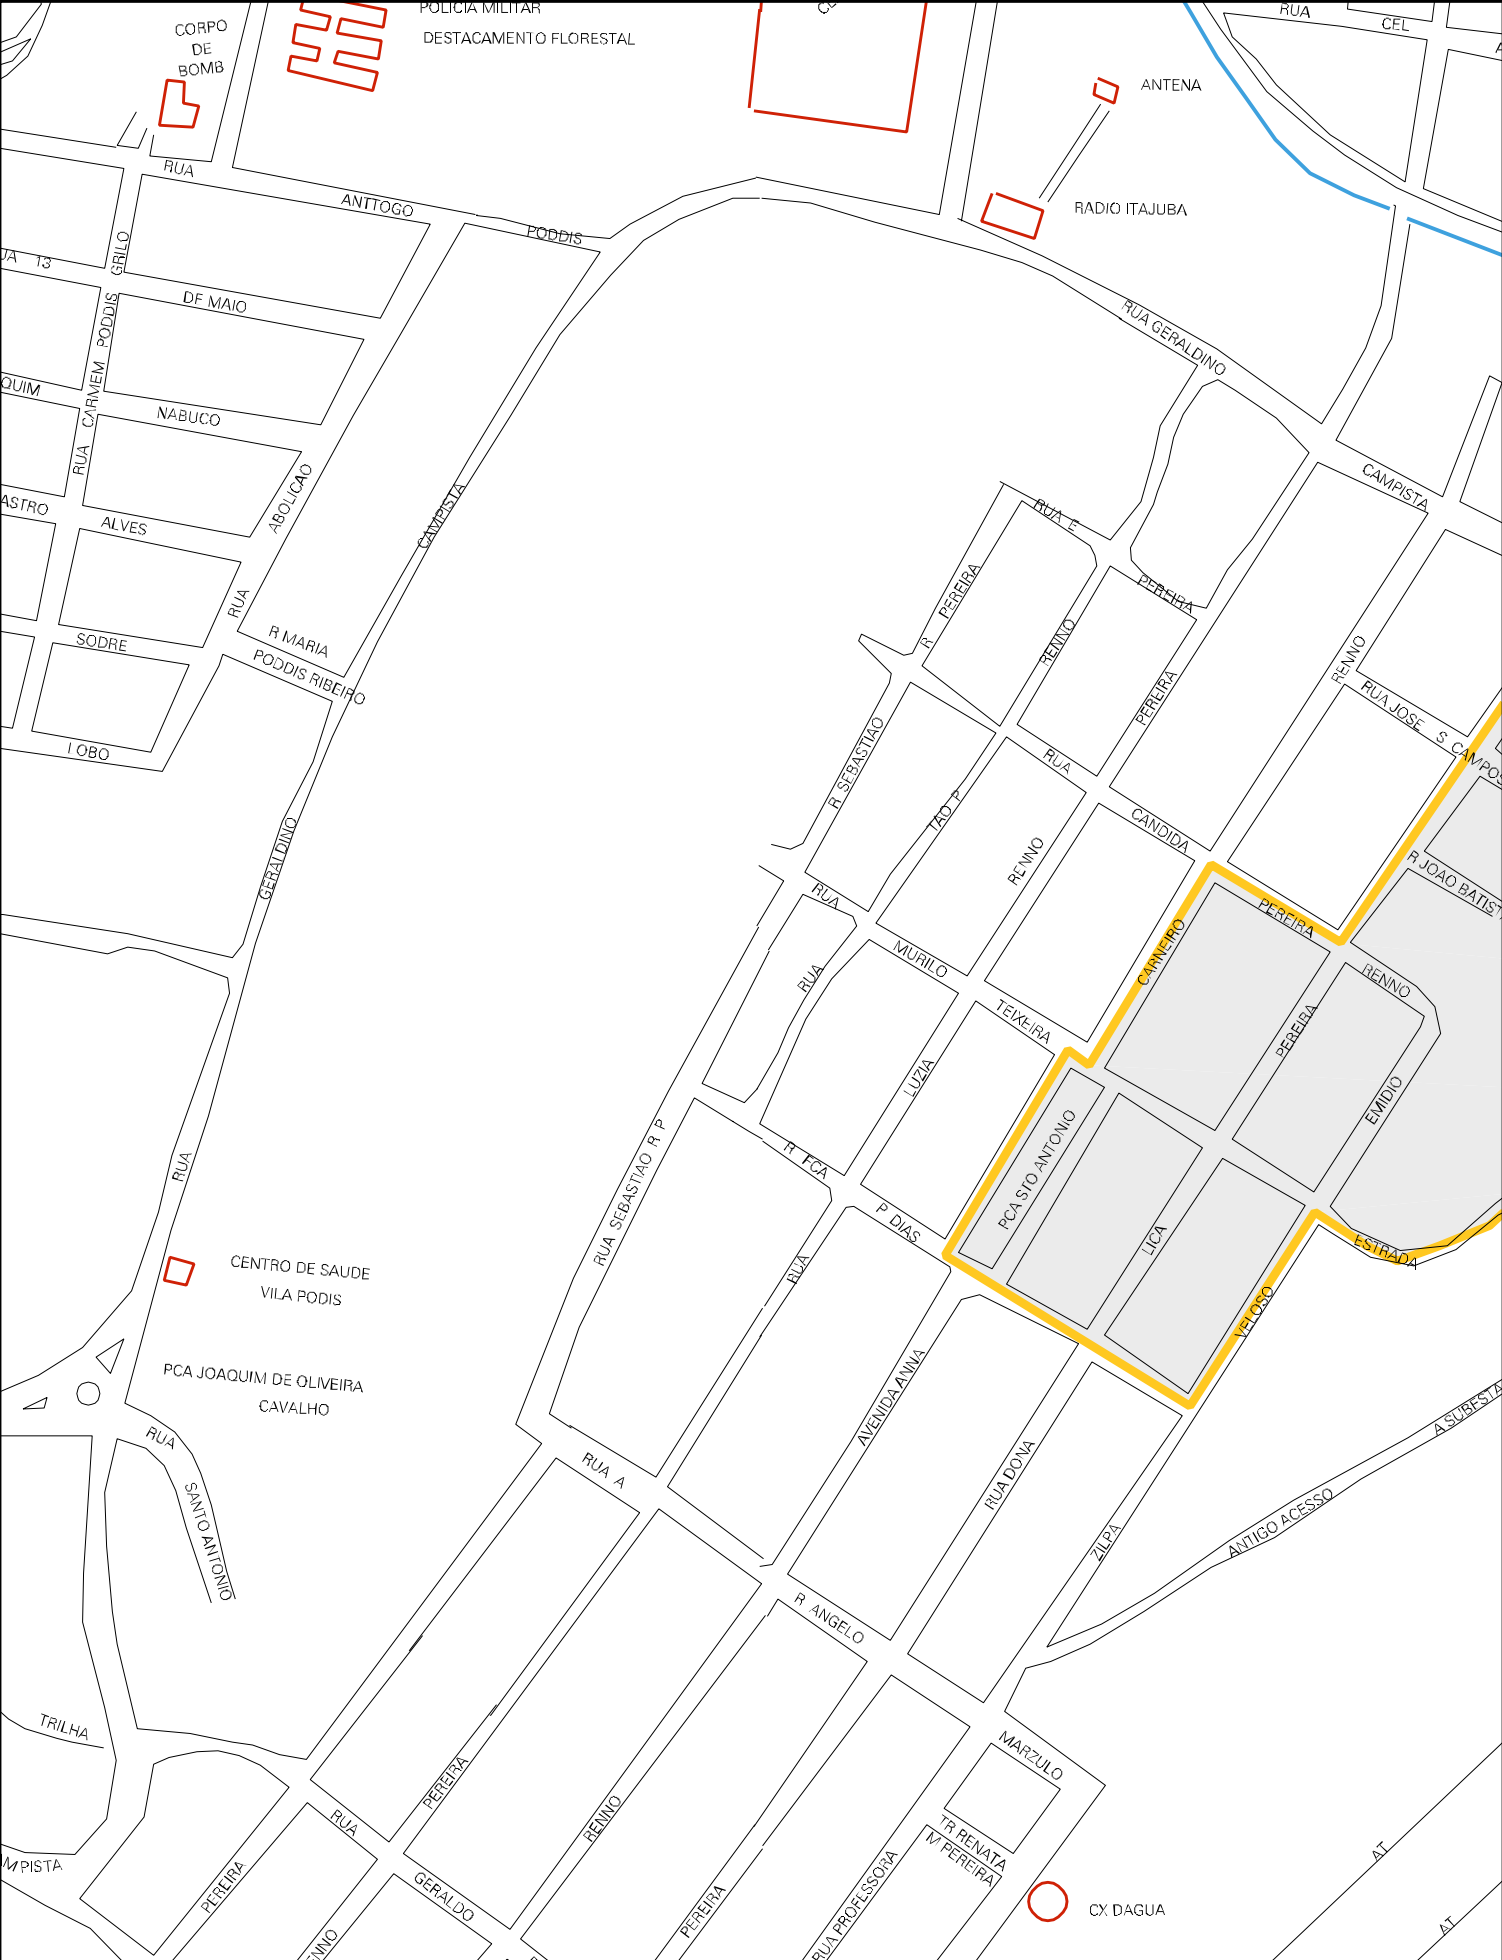 POLICIA MILITAR
DESTACAMENTO FLORESTAL
CORPO
DE
BOMB
RUA
CEL
ANTENA
RUA
ANTTOGO
PODDIS
RADIO ITAJUBA
13
GRILO
PODDIS
CARMEM
RUA
DF MAIO
RUA GERALDINO
QUIM
NABUCO
CAMPISTA
ASTRO
ALVES
ABOLICAO
RUA
CAMPISTA
RUA E
PEREIRA
R PEREIRA
RENNO
PEREIRA
RENNO
SODRE
R MARIA
PODDIS RIBEIRO
RUA JOSE S CAMPOS
I OBO
R SEBASTIAO
TAO P
RUA
CANDIDA
RENNO
GERALDINO
R JOAO BATIST
RUA
MURILO
PEREIRA
CARNEIRO
RENNO
RUA
TEIXEIRA
PEREIRA
LUZIA
EMIDIO
PCA STO ANTONIO
RUA SEBASTIAO R P
R FCA
P DIAS
RUA
LICA
ESTRADA
VELOSO
RUA
CENTRO DE SAUDE
VILA PODIS
PCA JOAQUIM DE OLIVEIRA
CAVALHO
AVENIDA ANNA
RUA DONA
A SUBESTA
RUA
SANTO ANTONIO
RUA A
ZILPA
ANTIGO ACESSO
R ANGELO
MARZULO
TRILHA
PEREIRA
RENNO
RUA
TR RENATA
M PEREIRA
MPISTA
PEREIRA
GERALDO
PEREIRA
RUA PROFESSORA
CX DAGUA
AT
AT
ENNO